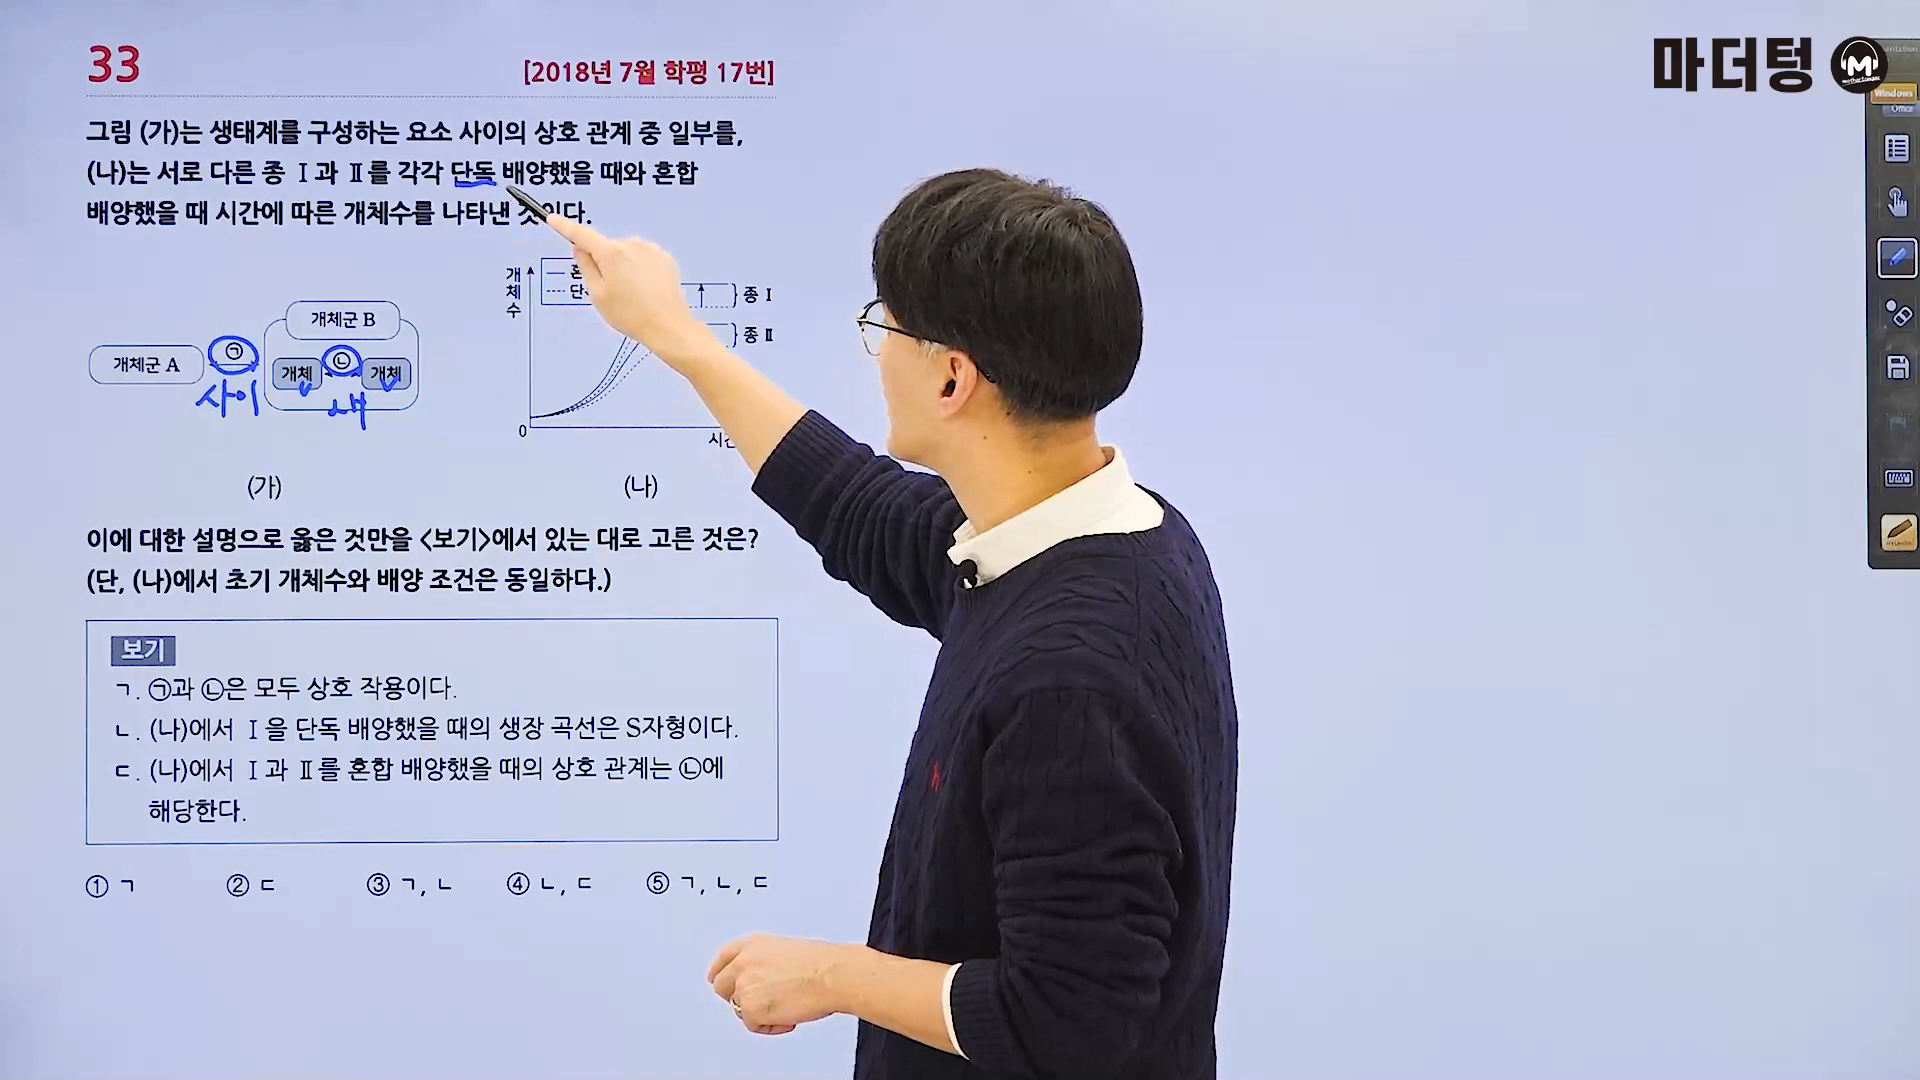 33
[2018년 7월 학평 17번]
그림 (가)는 생태계를 구성하는 요소 사이의 상호 관계 중 일부를,
(나)는 서로 다른 종 Ⅰ과 Ⅱ를 각각 단독 배양했을 때와 혼합
배양했을 때 시간에 따른 개체수를 나타낸 것이다.
개체군 A
㉠
사이
개체군 B
개체
㉡
개체
내
(가)
개체수
종 Ⅰ
종 Ⅱ
0
(나)
이에 대한 설명으로 옳은 것만을 <보기>에서 있는 대로 고른 것은?
(단, (나)에서 초기 개체수와 배양 조건은 동일하다.)
보기
ㄱ. ㉠과 ㉡은 모두 상호 작용이다.
ㄴ. (나)에서 Ⅰ을 단독 배양했을 때의 생장 곡선은 S자형이다.
ㄷ. (나)에서 Ⅰ과 Ⅱ를 혼합 배양했을 때의 상호 관계는 ㉡에
해당한다.
① ㄱ ② ㄷ ③ ㄱ, ㄴ ④ ㄴ, ㄷ ⑤ ㄱ, ㄴ, ㄷ
마더텅
M
Windows
Office